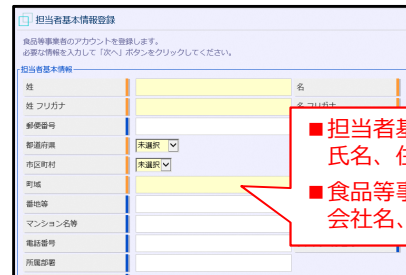 担当者基本情報登録
食品等事業者のアカウントを登録します。
必要な情報を入力して「次へ」ボタンをクリックしてください。
担当者基本情報
姓 名
姓 フリガナ 名 フリガナ
郵便番号
都道府県 未選択
市区町村 未選択
町域
番地等
マンション名等
電話番号
所属部署
■担当者基
氏名、
■食品等事
会社名、